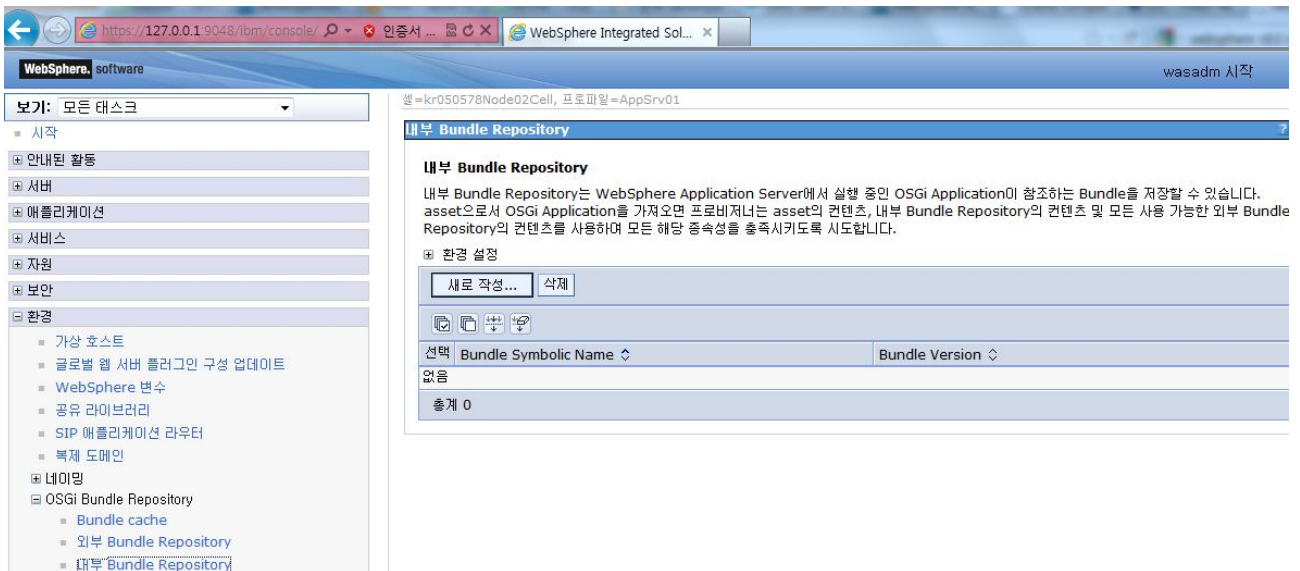 https://127.0.0.1:9048/ibm/console/
인증서 ...
WebSphere Integrated Sol...
WebSphere. software
wasadm 시작
보기: 모든 태스크
시작
안내된 활동
서버
애플리케이션
서비스
자원
보안
환경
가상 호스트
글로벌 웹 서버 플러그인 구성 업데이트
WebSphere 변수
공유 라이브러리
SIP 애플리케이션 라우터
복제 도메인
네이밍
OSGi Bundle Repository
Bundle cache
외부 Bundle Repository
내부 Bundle Repository
셀=kr050578Node02Cell, 프로파일=AppSrv01
내부 Bundle Repository
?
내부 Bundle Repository
내부 Bundle Repository는 WebSphere Application Server에서 실행 중인 OSGi Application이 참조하는 Bundle을 저장할 수 있습니다.
asset으로서 OSGi Application을 가져오면 프로비저너는 asset의 컨텐츠, 내부 Bundle Repository의 컨텐츠 및 모든 사용 가능한 외부 Bundle
Repository의 컨텐츠를 사용하며 모든 해당 종속성을 충족시키도록 시도합니다.
환경 설정
새로 작성... 삭제
선택 Bundle Symbolic Name Bundle Version
없음
총계 0